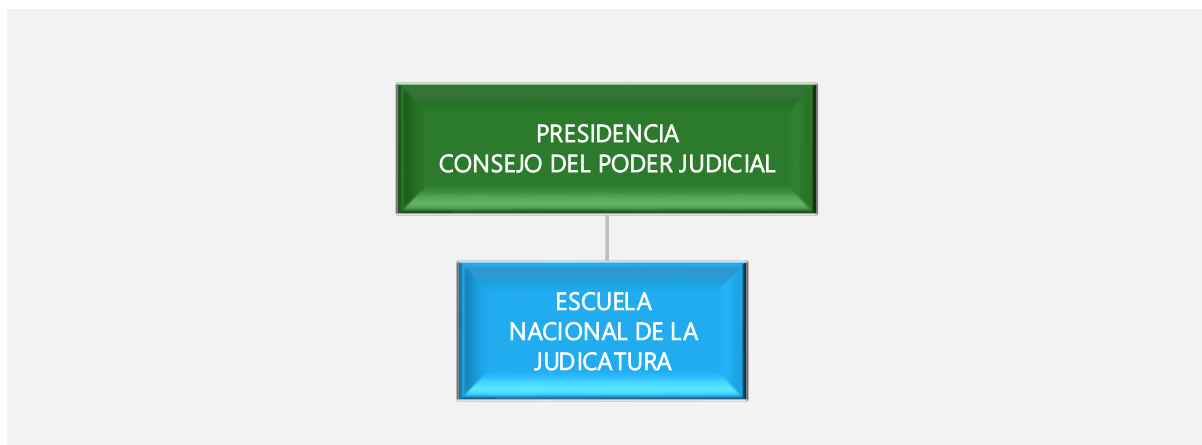 PRESIDENCIA
CONSEJO DEL PODER JUDICIAL
ESCUELA
NACIONAL DE LA
JUDICATURA